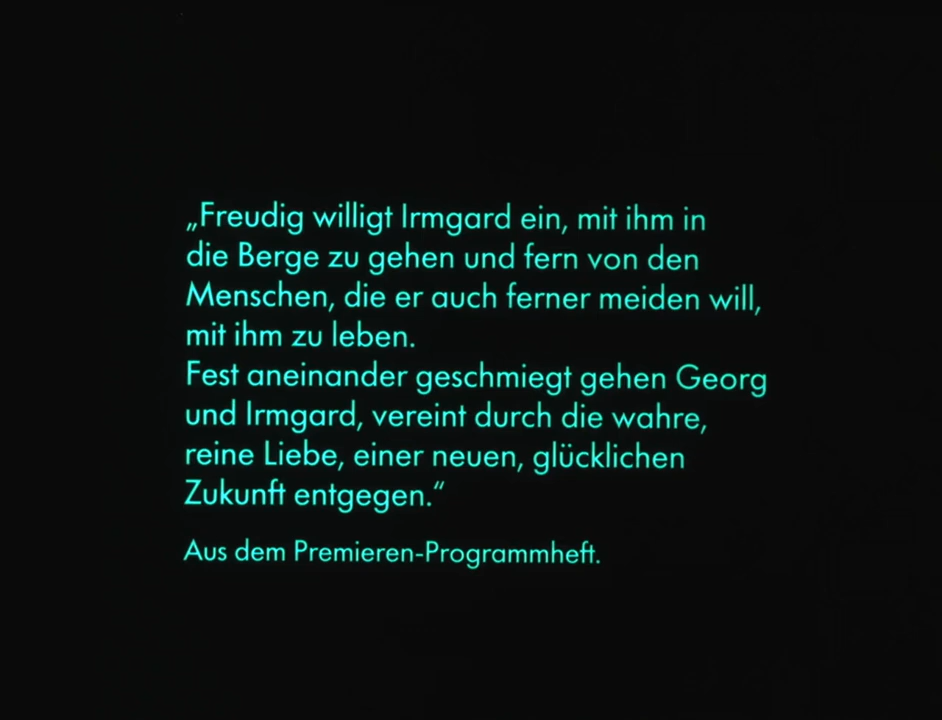 „Freudig willigt Irmgard ein, mit ihm in
die Berge zu gehen und fern von den
Menschen, die er auch ferner meiden will,
mit ihm zu leben.
Fest aneinander geschmiegt gehen Georg
und Irmgard, vereint durch die wahre,
reine Liebe, einer neuen, glücklichen
Zukunft entgegen.“
Aus dem Premieren-Programmheft.